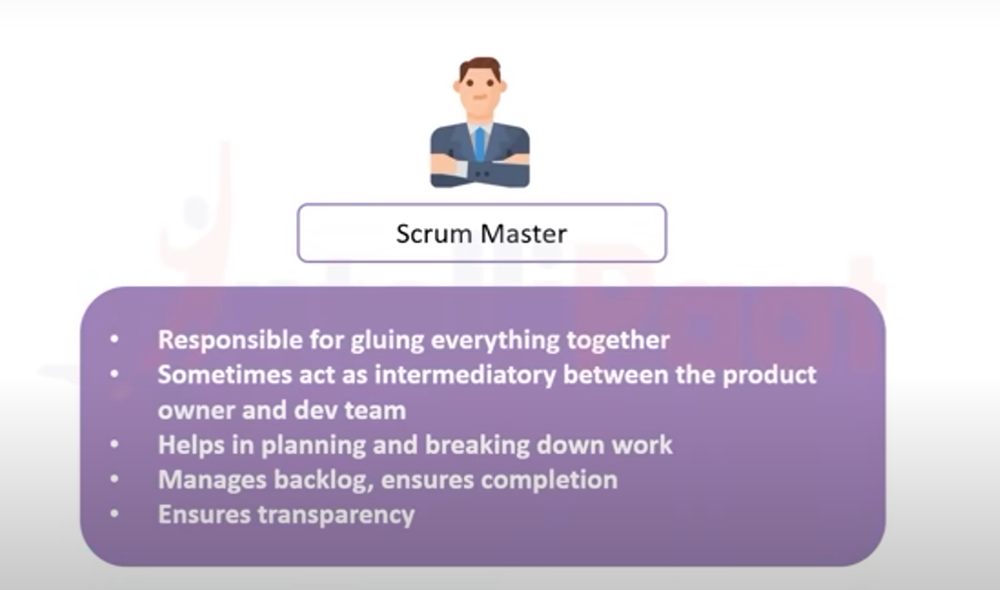 Scrum Master
• Responsible for gluing everything together
• Sometimes act as intermediatory between the product
owner and dev team
• Helps in planning and breaking down work
• Manages backlog, ensures completion
• Ensures transparency